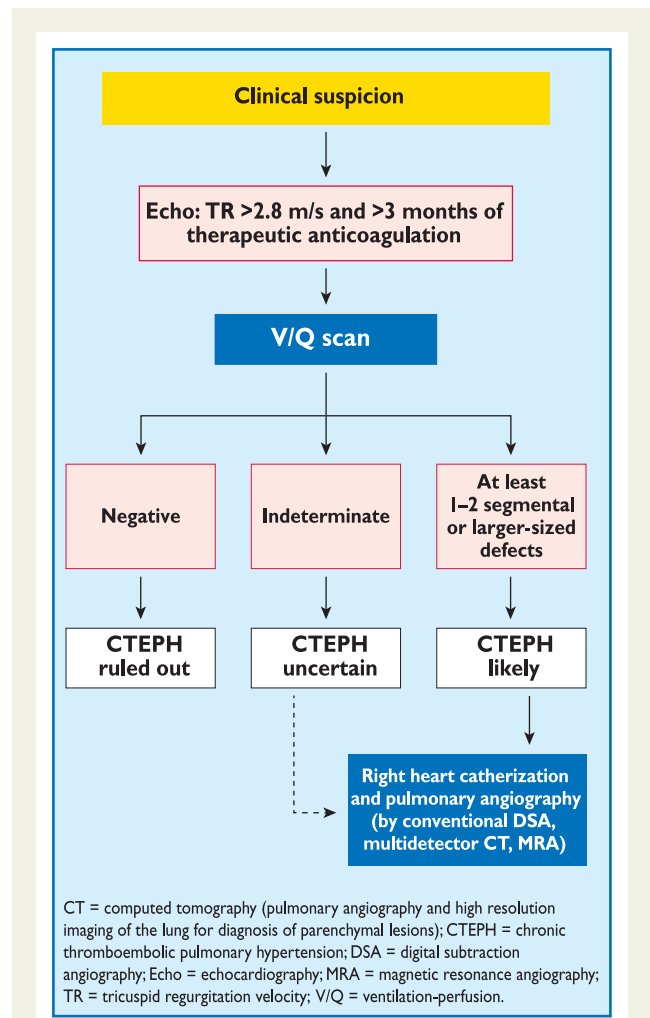 Clinical suspicion
Echo: TR >2.8 m/s and >3 months of
therapeutic anticoagulation
V/Q scan
Negative
Indeterminate
At least
1–2 segmental
or larger-sized
defects
CTEPH
ruled out
CTEPH
uncertain
CTEPH
likely
Right heart catherization
and pulmonary angiography
(by conventional DSA,
multidetector CT, MRA)
CT = computed tomography (pulmonary angiography and high resolution
imaging of the lung for diagnosis of parenchymal lesions); CTEPH = chronic
thromboembolic pulmonary hypertension; DSA = digital subtraction
angiography; Echo = echocardiography; MRA = magnetic resonance angiography;
TR = tricuspid regurgitation velocity; V/Q = ventilation-perfusion.